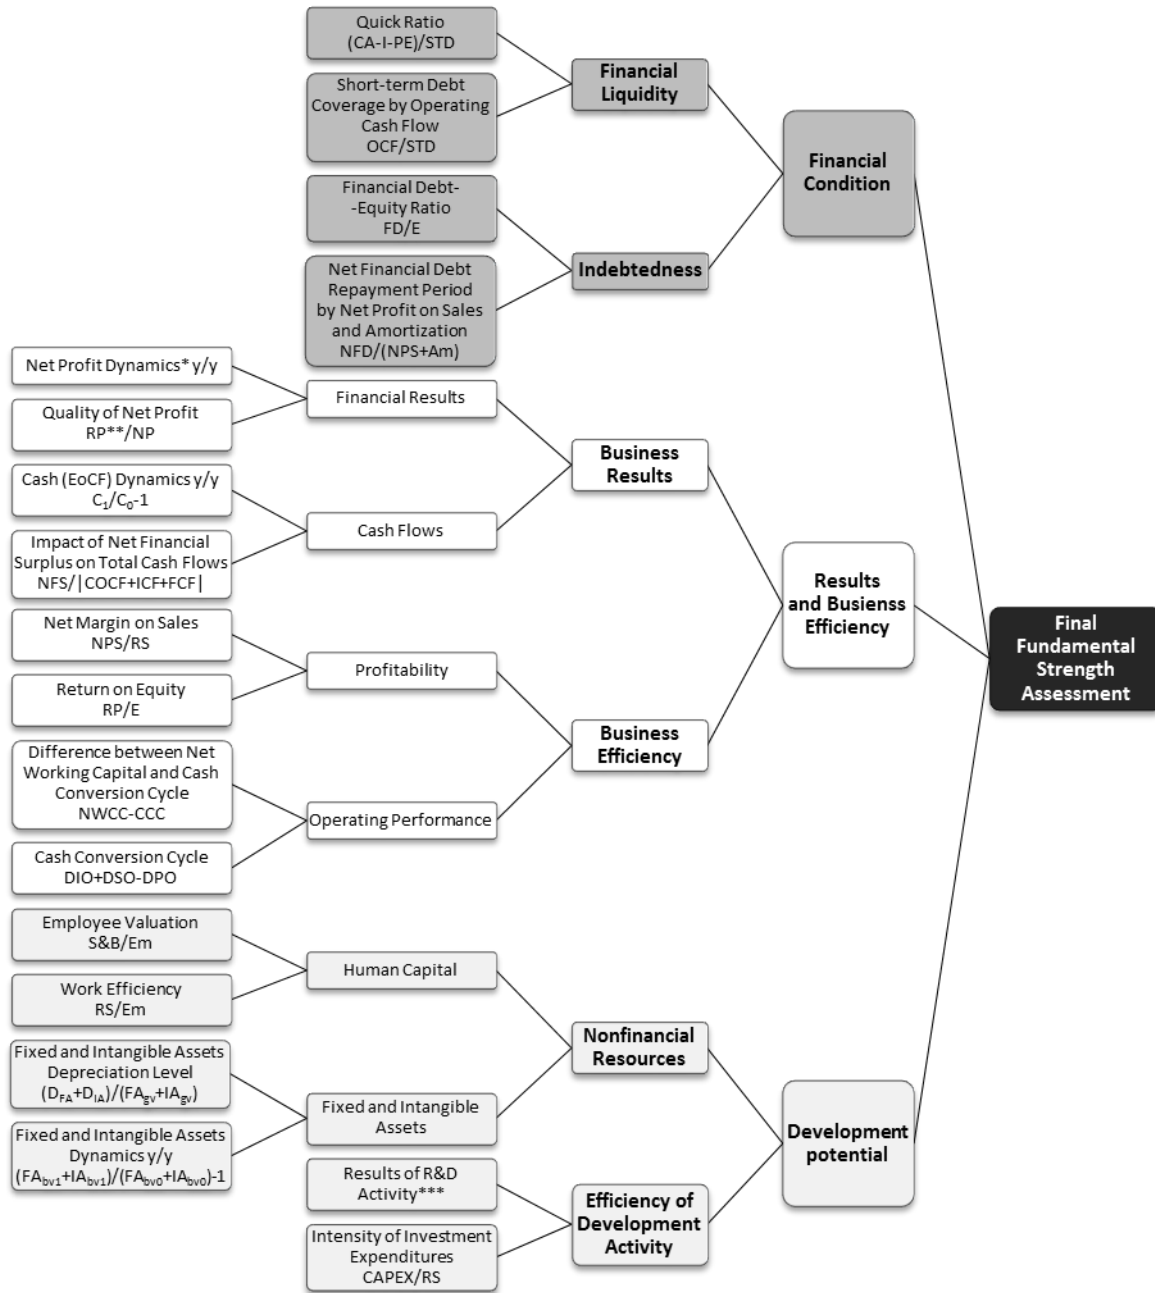 Quick Ratio
(CA-I-PE)/STD
Short-term Debt
Coverage by Operating
Cash Flow
OCF/STD
Financial Liquidity
Financial Debt-
-Equity Ratio
FD/E
Net Financial Debt
Repayment Period
by Net Profit on Sales
and Amortization
NFD/(NPS+Am)
Indebtedness
Financial
Condition
Net Profit Dynamics* y/y
Quality of Net Profit
RP**/NP
Financial Results
Cash (EoCF) Dynamics y/y
C₁/C₀-1
Impact of Net Financial
Surplus on Total Cash Flows
NFS/|COCF+ICF+FCF|
Cash Flows
Business
Results
Net Margin on Sales
NPS/RS
Return on Equity
RP/E
Profitability
Difference between Net
Working Capital and Cash
Conversion Cycle
NWCC-CCC
Cash Conversion Cycle
DIO+DSO-DPO
Operating Performance
Business
Efficiency
Results
and Busienss
Efficiency
Employee Valuation
S&B/Em
Work Efficiency
RS/Em
Human Capital
Fixed and Intangible Assets
Depreciation Level
(D_FA+D_IA)/(FA_gv+IA_gv)
Fixed and Intangible Assets
Dynamics y/y
(FA_bv1+IA_bv1)/(FA_bv0+IA_bv0)-1
Fixed and Intangible
Assets
Nonfinancial
Resources
Results of R&D
Activity***
Intensity of Investment
Expenditures
CAPEX/RS
Efficiency of
Development
Activity
Development
potential
Final
Fundamental
Strength
Assessment